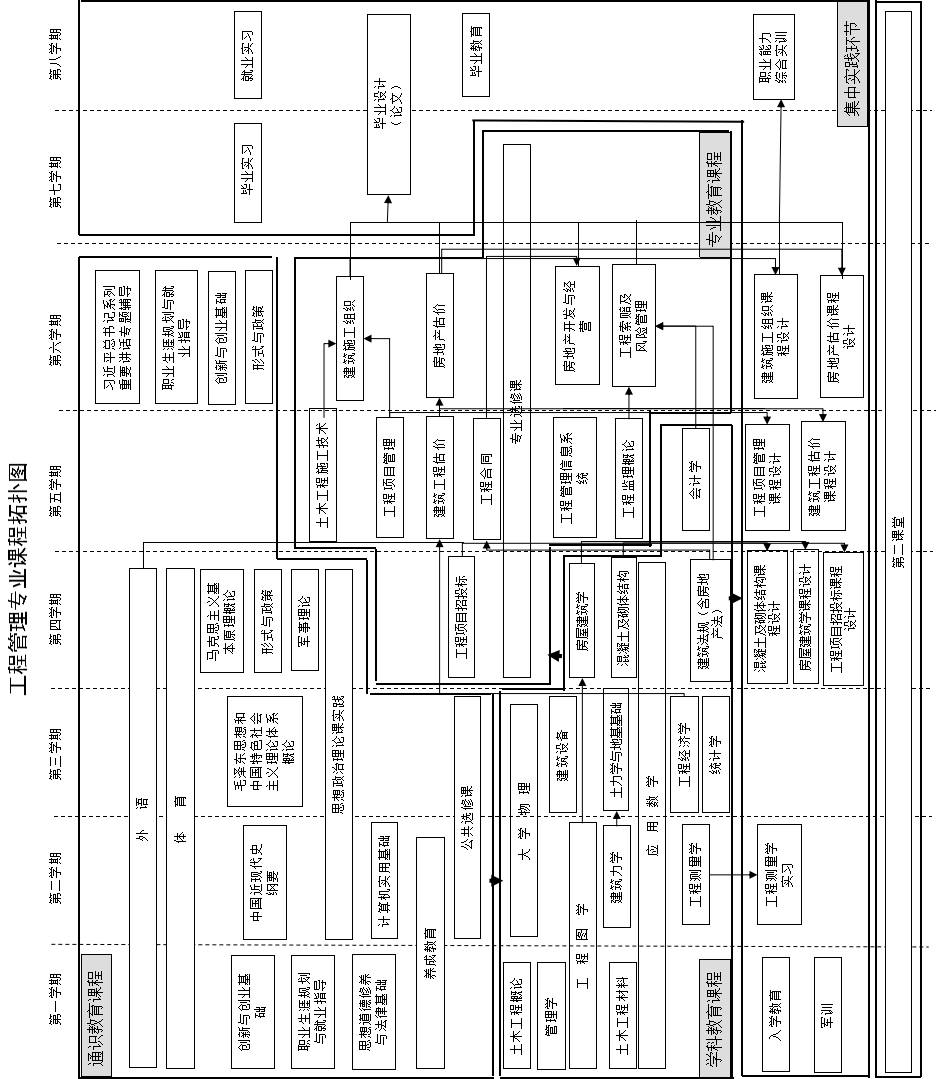 工程管理专业课程拓扑图
第一学期
第二学期
第三学期
第四学期
第五学期
第六学期
第七学期
第八学期
通识教育课程
外 语
体 育
创新与创业基
础
职业生涯规划
与就业指导
思想道德修养
与法律基础
养成教育
中国近现代史
纲要
计算机实用基础
毛泽东思想和
中国特色社会
主义理论体系
概论
思想政治理论课实践
公共选修课
马克思主义基
本原理概论
形式与政策
军事理论
习近平总书记系列
重要讲话专题辅导
职业生涯规划与就
业指导
创新与创业基础
形式与政策
学科教育课程
土木工程概论
管理学
工 程 图 学
土木工程材料
应 用 数 学
大 学 物 理
建筑力学
工程测量学
建筑设备
土力学与地基基础
工程经济学
统计学
房屋建筑学
混凝土及砌体结构
建筑法规（含房地
产法）
会计学
专业教育课程
工程项目招投标
专业选修课
土木工程施工技术
工程项目管理
建筑工程估价
工程合同
工程管理信息系
统
工程监理概论
建筑施工组织
房地产估价
房地产开发与经
营
工程索赔及
风险管理
集中实践环节
入学教育
军训
工程测量学
实习
混凝土及砌体结构课
程设计
房屋建筑学课程设计
工程项目招投标课程
设计
工程项目管理
课程设计
建筑工程估价
课程设计
建筑施工组织课
程设计
房地产估价课程
设计
毕业实习
就业实习
毕业设计
（论文）
毕业教育
职业能力
综合实训
第二课堂